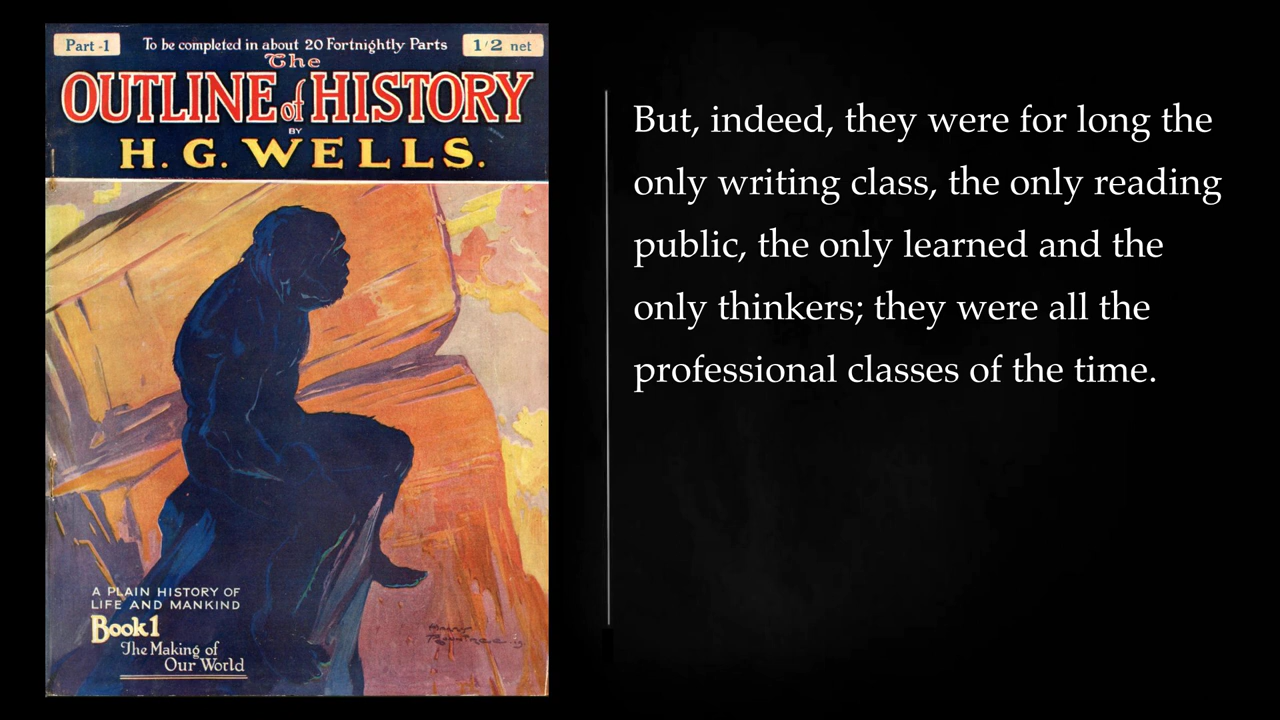 Part -1
To be completed in about 20 Fortnightly Parts
1/2 net
The
OUTLINE of HISTORY
BY
H. G. WELLS.
A PLAIN HISTORY OF
LIFE AND MANKIND
Book 1
The Making of
Our World
But, indeed, they were for long the
only writing class, the only reading
public, the only learned and the
only thinkers; they were all the
professional classes of the time.